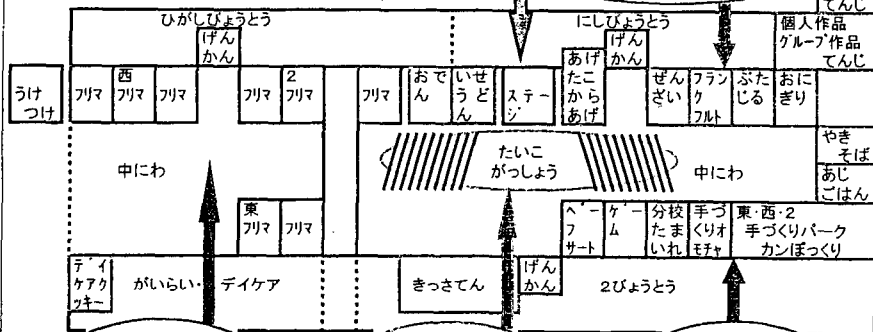 てんじ
ひがしびょうとう
にしびょうとう
個人作品
グループ作品
てんじ
げん
かん
げん
かん
うけ
つけ
フリマ
西
フリマ
フリマ
フリマ
2
フリマ
フリマ
おで
ん
いせ
うど
ん
ステー
ジ
あげ
たこ
から
あげ
ぜん
ざい
フラン
ク
フルト
ぶた
じる
おに
ぎり
中にわ
たいこ
がっしょう
中にわ
やき
そば
あじ
ごはん
東
フリマ
フリマ
ペー
フ
サート
ゲー
ム
分校
たま
いれ
手づ
くりオ
モチャ
東・西・2
手づくりパーク
カンぽっくり
デイ
ケアク
ッキー
がいらい・デイケア
きっさてん
げん
かん
2びょうとう